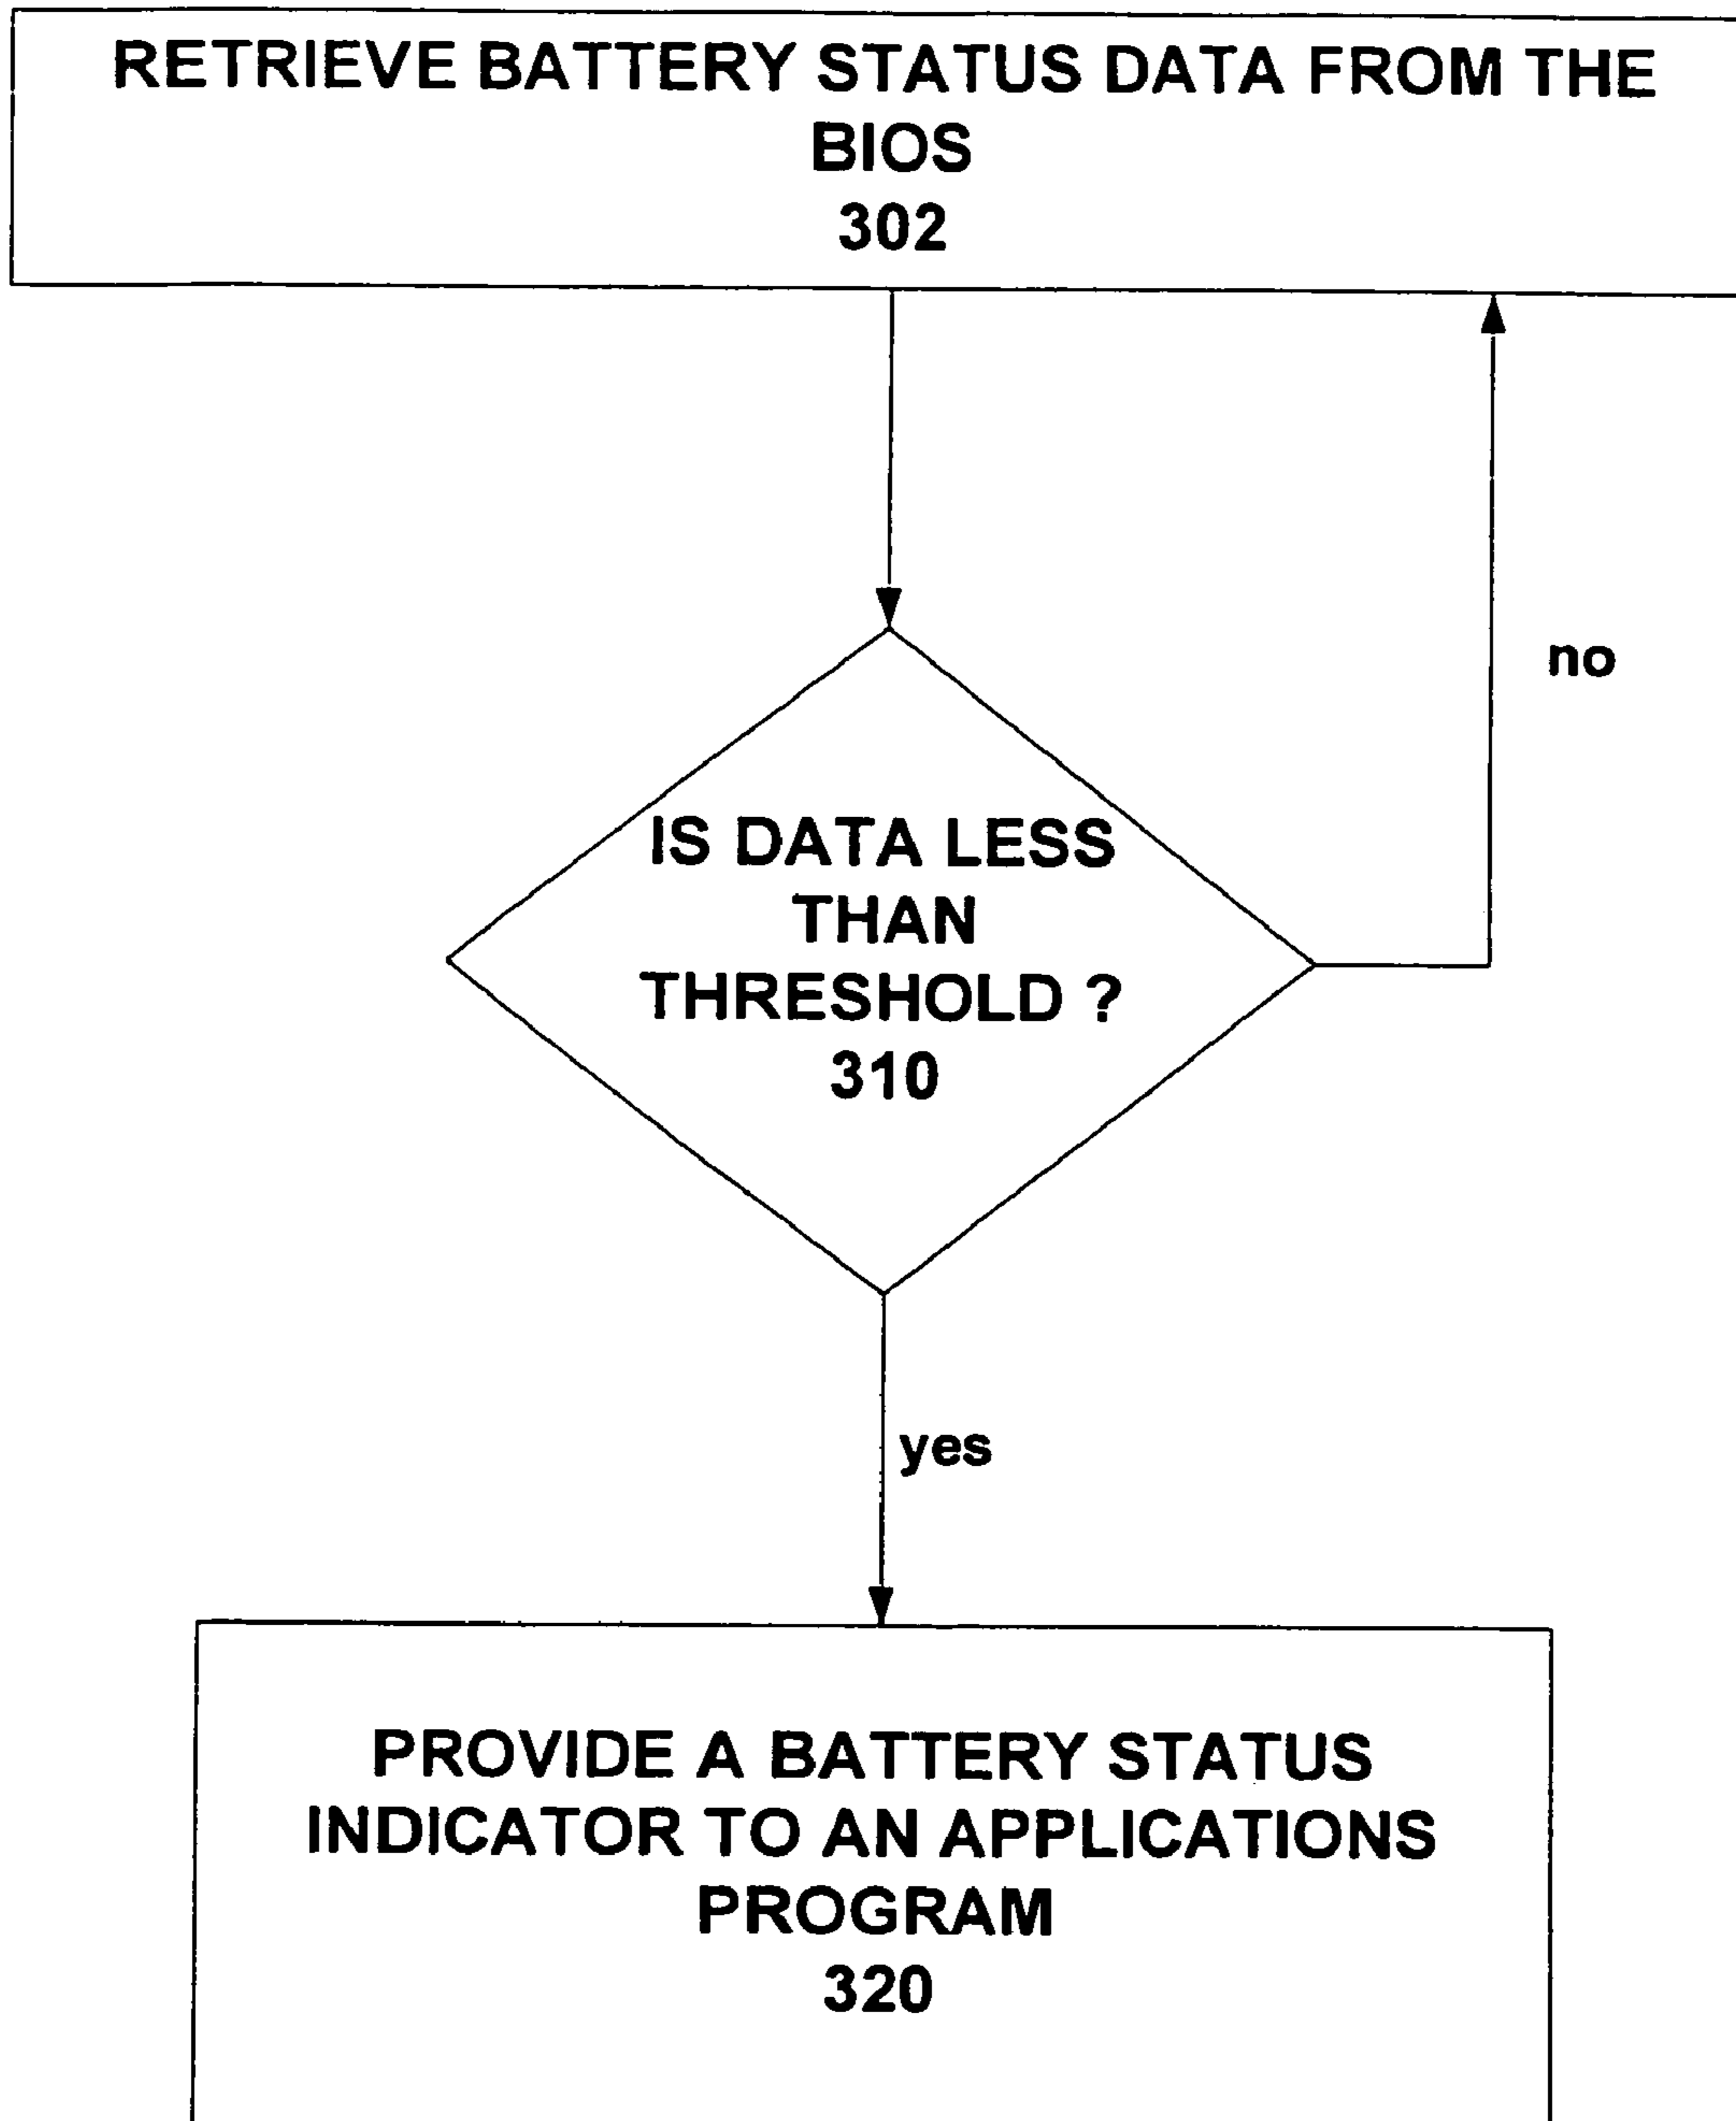 RETRIEVE BATTERY STATUS DATA FROM THE
BIOS
302
no
IS DATA LESS
THAN
THRESHOLD ?
310
yes
PROVIDE A BATTERY STATUS
INDICATOR TO AN APPLICATIONS
PROGRAM
320